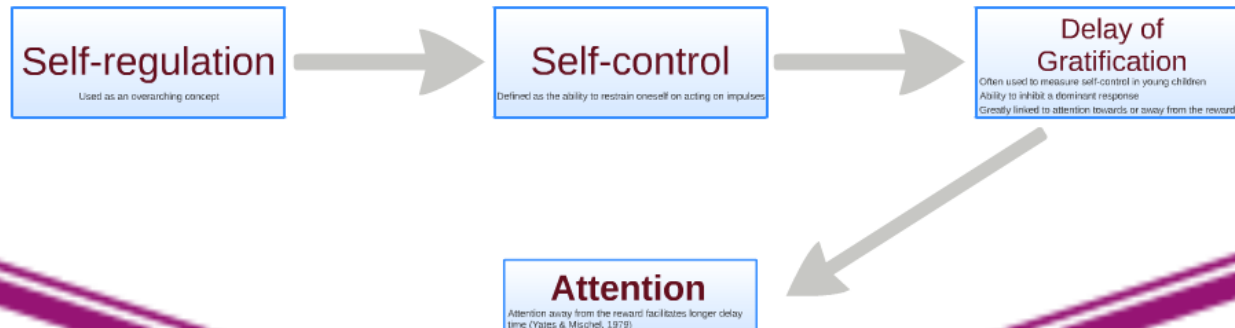 Self-regulation
Used as an overarching concept
Self-control
Defined as the ability to restrain oneself on acting on impulses
Delay of
Gratification
Often used to measure self-control in young children
Ability to inhibit a dominant response
Greatly linked to attention towards or away from the reward
Attention
Attention away from the reward facilitates longer delay
time (Yates & Mischel, 1979)